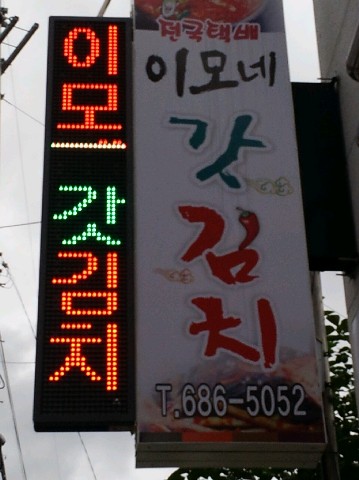 이모 갓김치
전국택배
이모네
갓
김
치
T.686-5052